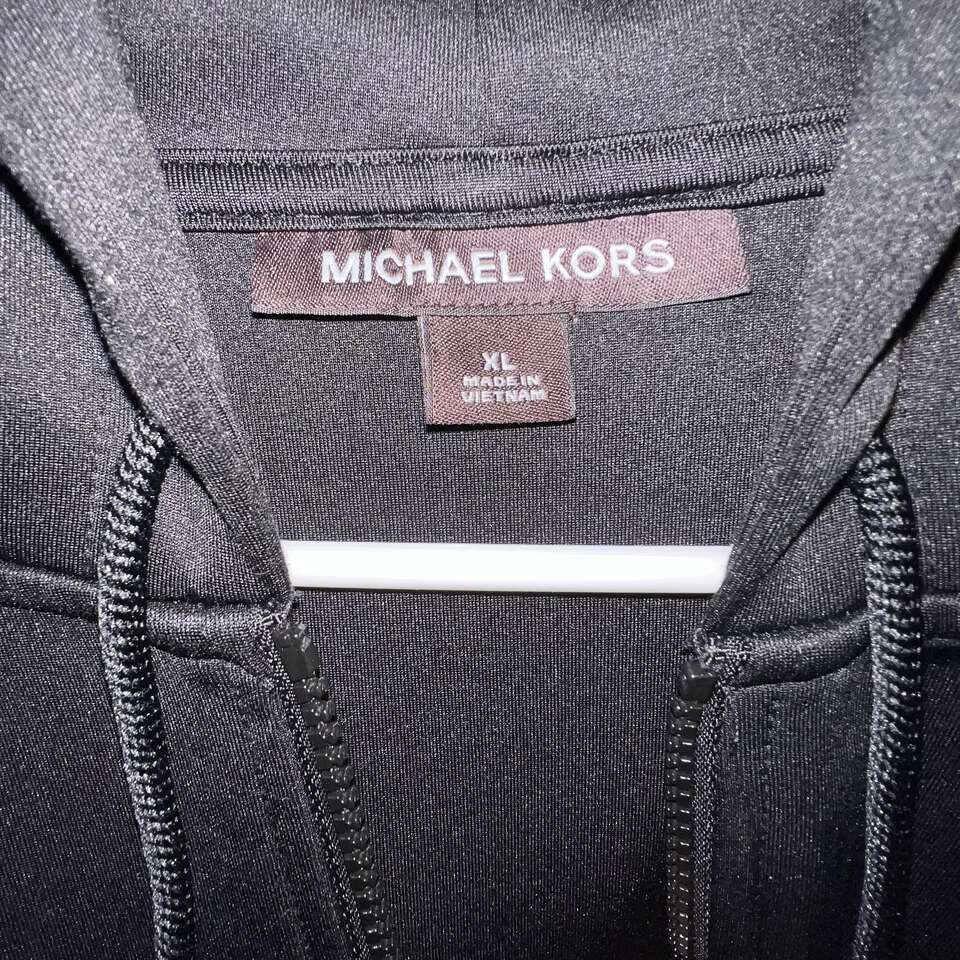 MICHAEL KORS
XL
MADE IN
VIETNAM